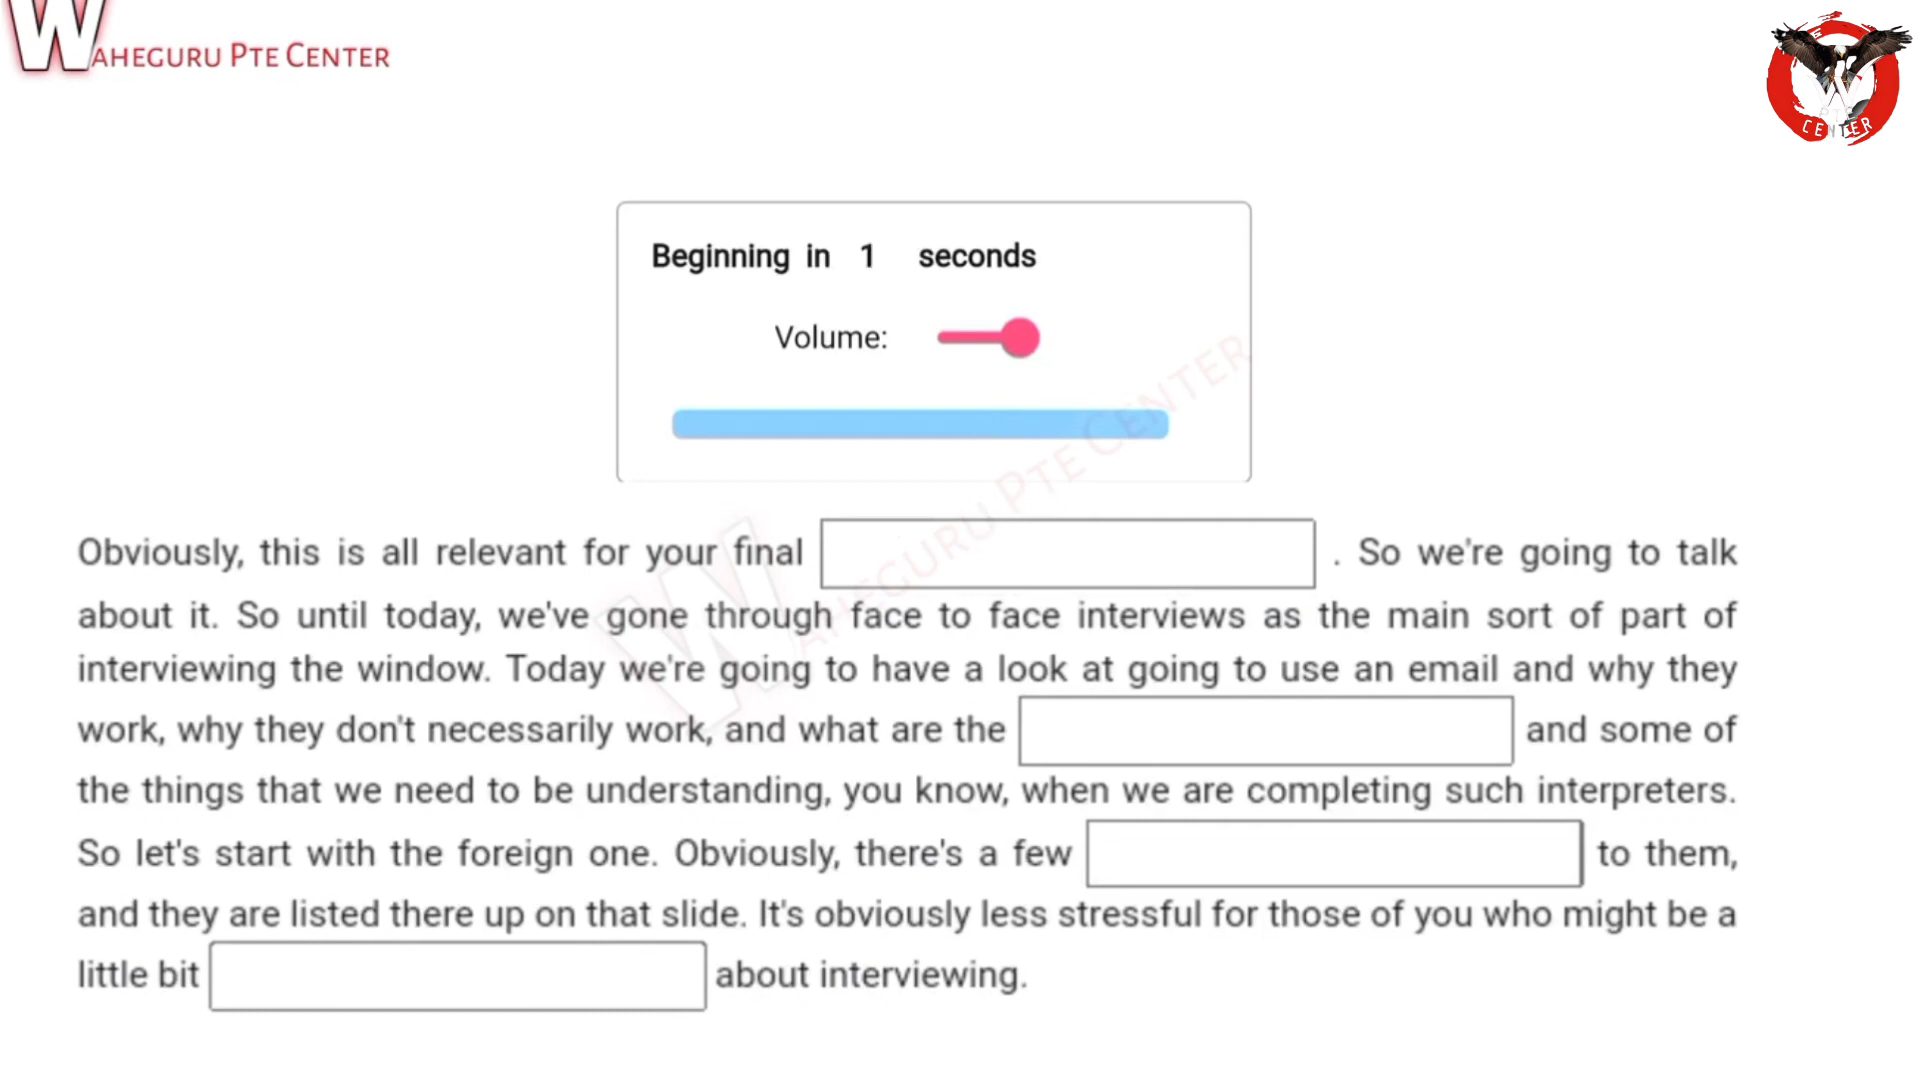 WAHEGURU PTE CENTER
CENTER
Beginning in 1 seconds
Volume:
WAHEGURU PTE CENTER
Obviously, this is all relevant for your final . So we're going to talk
about it. So until today, we've gone through face to face interviews as the main sort of part of
interviewing the window. Today we're going to have a look at going to use an email and why they
work, why they don't necessarily work, and what are the and some of
the things that we need to be understanding, you know, when we are completing such interpreters.
So let's start with the foreign one. Obviously, there's a few to them,
and they are listed there up on that slide. It's obviously less stressful for those of you who might be a
little bit about interviewing.